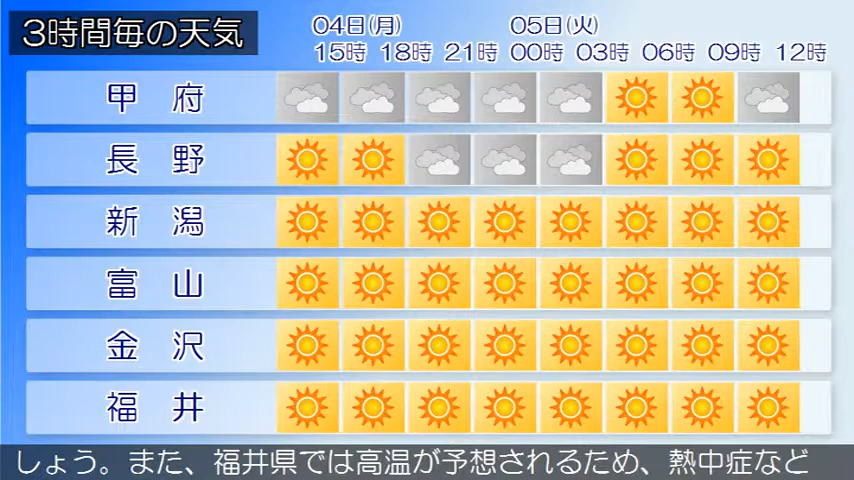 3時間毎の天気
04日(月) 05日(火)
15時 18時 21時 00時 03時 06時 09時 12時
甲府
長野
新潟
富山
金沢
福井
しょう。また、福井県では高温が予想されるため、熱中症など